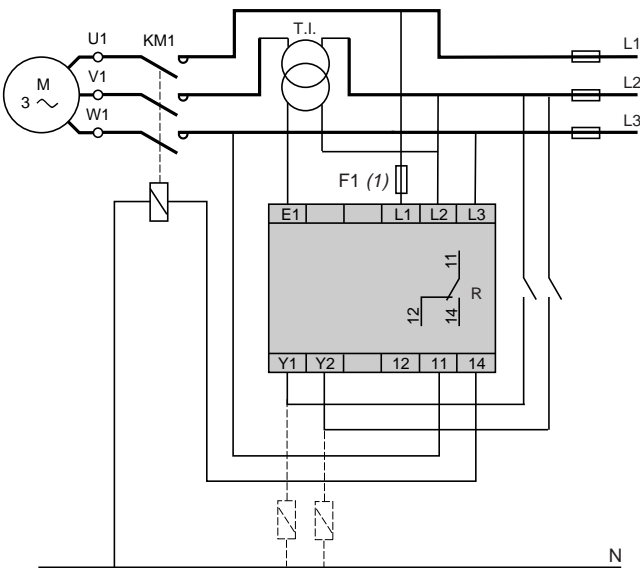 U1 KM1 T.I. L1
M
3 V1 L2
W1 L3
F1 (1)
E1 L1 L2 L3
11
R
12 14
Y1 Y2 12 11 14
N